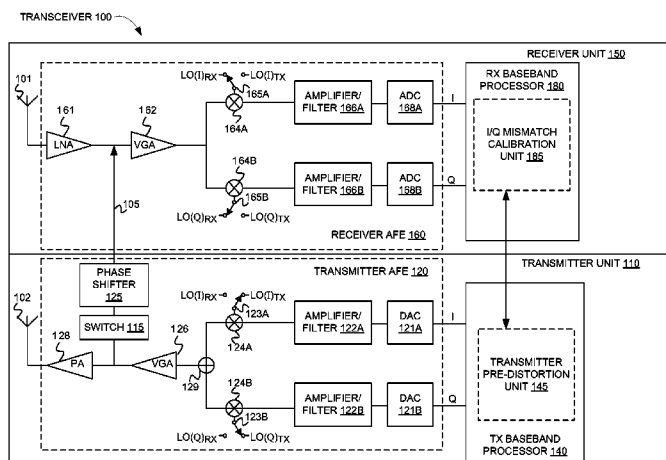 TRANSCEIVER 100
RECEIVER UNIT 150
101
161
LNA
162
VGA
LO(I)RX
LO(I)TX
165A
164A
AMPLIFIER/
FILTER 166A
ADC
168A
I
RX BASEBAND
PROCESSOR 180
I/Q MISMATCH
CALIBRATION
UNIT 185
164B
165B
LO(Q)RX
LO(Q)TX
AMPLIFIER/
FILTER 166B
ADC
168B
Q
105
RECEIVER AFE 160
TRANSMITTER UNIT 110
TRANSMITTER AFE 120
PHASE
SHIFTER
125
SWITCH 115
102
128
PA
126
VGA
129
LO(I)RX
LO(I)TX
123A
124A
AMPLIFIER/
FILTER 122A
DAC
121A
I
124B
123B
LO(Q)RX
LO(Q)TX
AMPLIFIER/
FILTER 122B
DAC
121B
Q
TRANSMITTER
PRE-DISTORTION
UNIT 145
TX BASEBAND
PROCESSOR 140